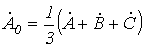 Ȧ₀ = 1/3 (Ȧ + Ḃ + Ċ)